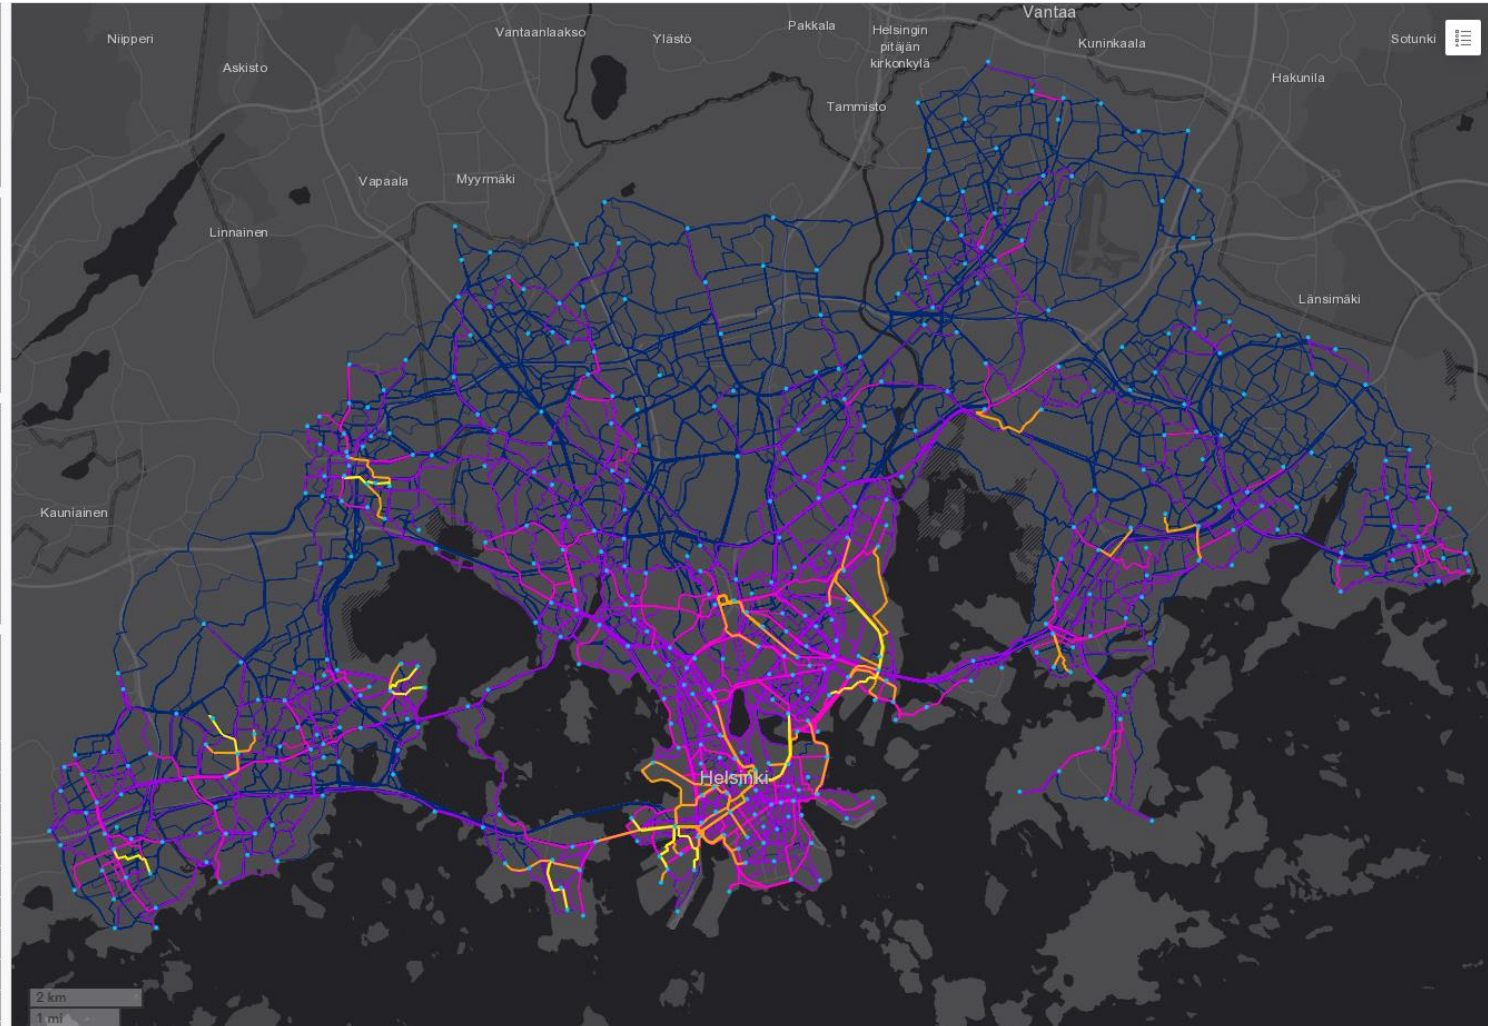 Vantaa
Pakkala
Vantaanlaakso
Helsingin
pitäjän
kirkonkylä
Niipperi
Ylästö
Kuninkaala
Sotunki
Askisto
Hakunila
Tammisto
Vapaala
Myyrmäki
Linnainen
Länsimäki
Kauniainen
Helsinki
2 km
1 mi